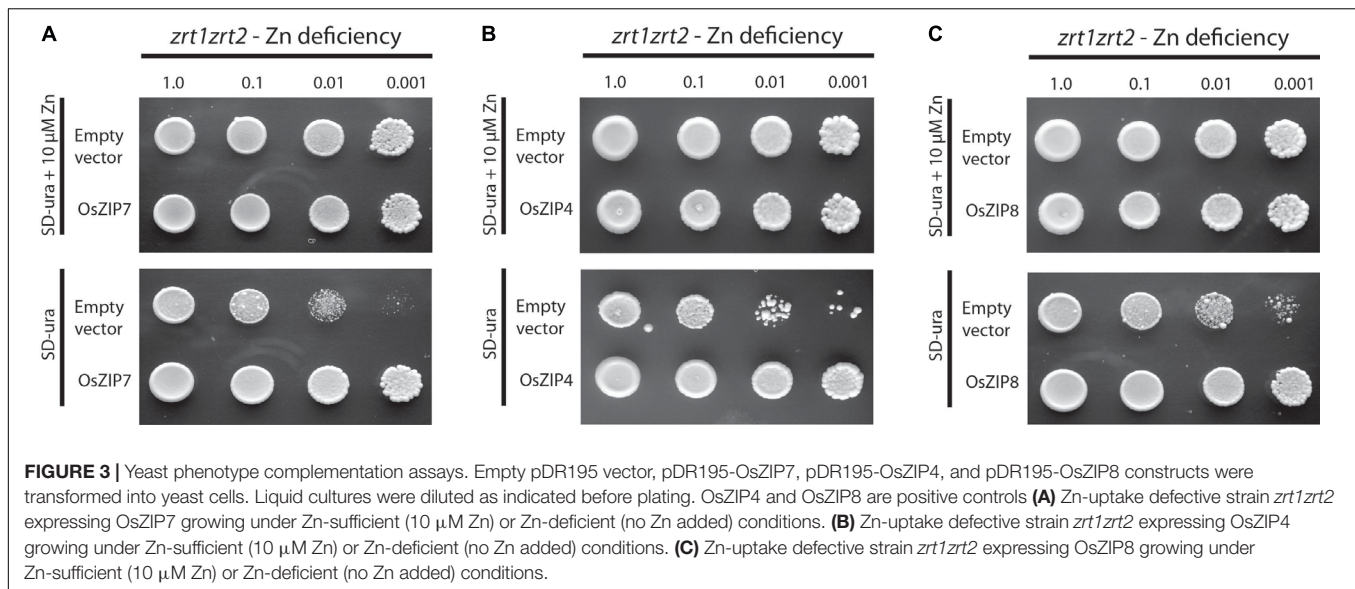 A
zrt1zrt2 - Zn deficiency
1.0 0.1 0.01 0.001
SD-ura + 10 µM Zn
Empty vector
OsZIP7
SD-ura
Empty vector
OsZIP7
B
zrt1zrt2 - Zn deficiency
1.0 0.1 0.01 0.001
SD-ura + 10 µM Zn
Empty vector
OsZIP4
SD-ura
Empty vector
OsZIP4
C
zrt1zrt2 - Zn deficiency
1.0 0.1 0.01 0.001
SD-ura + 10 µM Zn
Empty vector
OsZIP8
SD-ura
Empty vector
OsZIP8
FIGURE 3 | Yeast phenotype complementation assays. Empty pDR195 vector, pDR195-OsZIP7, pDR195-OsZIP4, and pDR195-OsZIP8 constructs were
transformed into yeast cells. Liquid cultures were diluted as indicated before plating. OsZIP4 and OsZIP8 are positive controls (A) Zn-uptake defective strain zrt1zrt2
expressing OsZIP7 growing under Zn-sufficient (10 µM Zn) or Zn-deficient (no Zn added) conditions. (B) Zn-uptake defective strain zrt1zrt2 expressing OsZIP4
growing under Zn-sufficient (10 µM Zn) or Zn-deficient (no Zn added) conditions. (C) Zn-uptake defective strain zrt1zrt2 expressing OsZIP8 growing under
Zn-sufficient (10 µM Zn) or Zn-deficient (no Zn added) conditions.